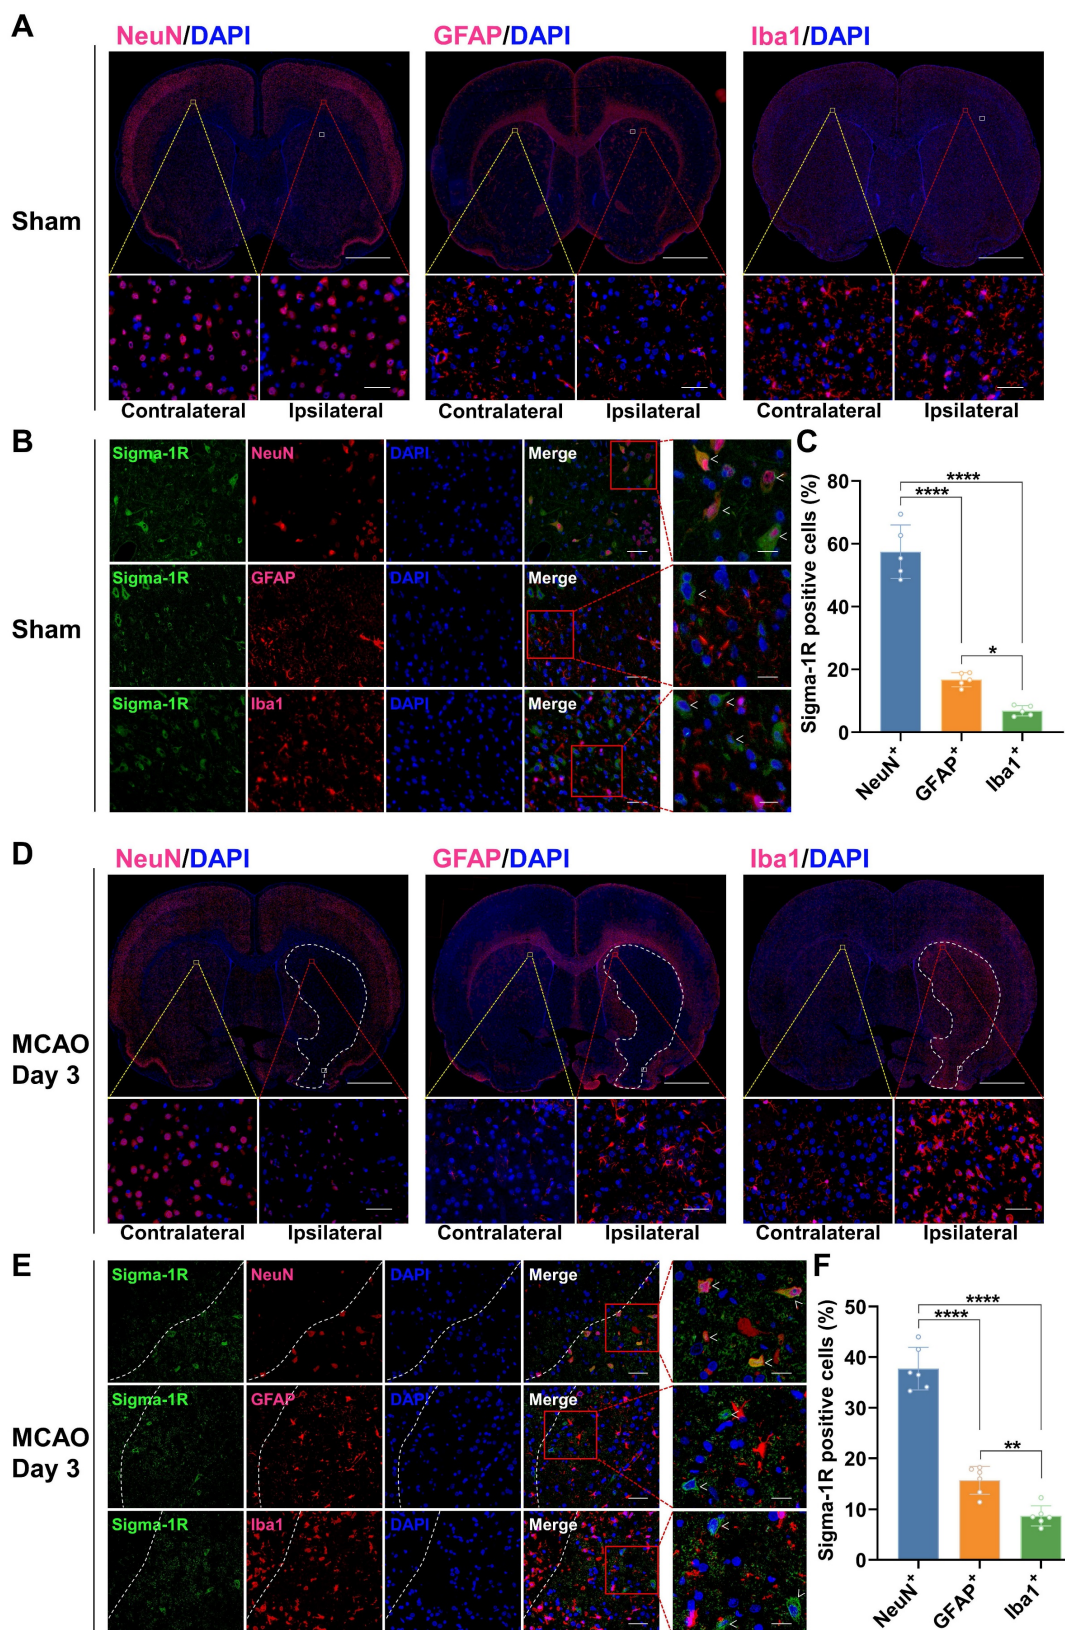 A
NeuN/DAPI
GFAP/DAPI
Iba1/DAPI
Sham
Contralateral
Ipsilateral
Contralateral
Ipsilateral
Contralateral
Ipsilateral
B
Sham
Sigma-1R
NeuN
DAPI
Merge
Sigma-1R
GFAP
DAPI
Merge
Sigma-1R
Iba1
DAPI
Merge
C
Sigma-1R positive cells (%)
80
60
40
20
0
****
****
*
NeuN⁺
GFAP⁺
Iba1⁺
D
NeuN/DAPI
GFAP/DAPI
Iba1/DAPI
MCAO
Day 3
Contralateral
Ipsilateral
Contralateral
Ipsilateral
Contralateral
Ipsilateral
E
MCAO
Day 3
Sigma-1R
NeuN
DAPI
Merge
Sigma-1R
GFAP
DAPI
Merge
Sigma-1R
Iba1
DAPI
Merge
F
Sigma-1R positive cells (%)
50
40
30
20
10
0
****
****
**
NeuN⁺
GFAP⁺
Iba1⁺